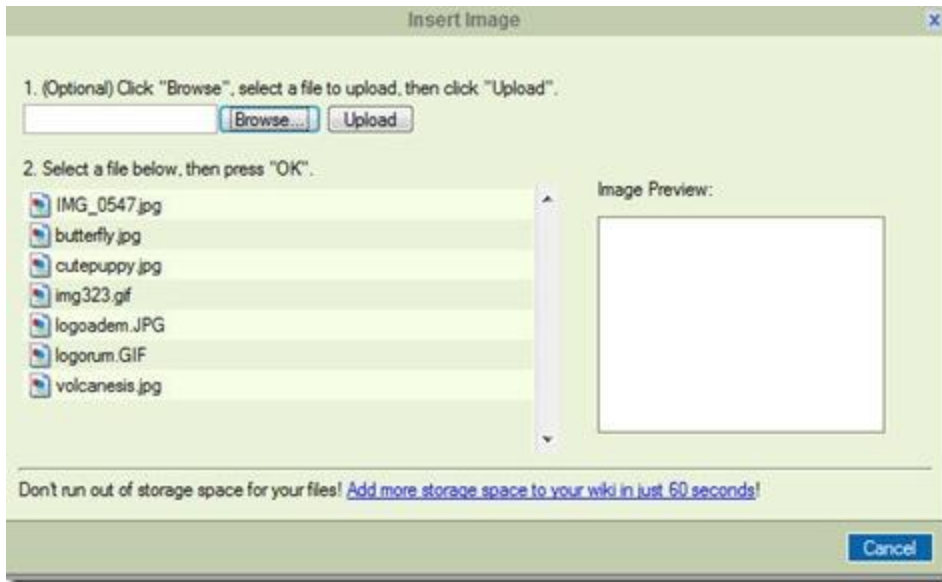 Insert Image
x
1. (Optional) Click "Browse", select a file to upload, then click "Upload".
Browse... Upload
2. Select a file below, then press "OK".
Image Preview:
IMG_0547.jpg
butterfly.jpg
cutepuppy.jpg
img323.gif
logoadem.JPG
logorum.GIF
volcanesis.jpg
Don't run out of storage space for your files! Add more storage space to your wiki in just 60 seconds!
Cancel